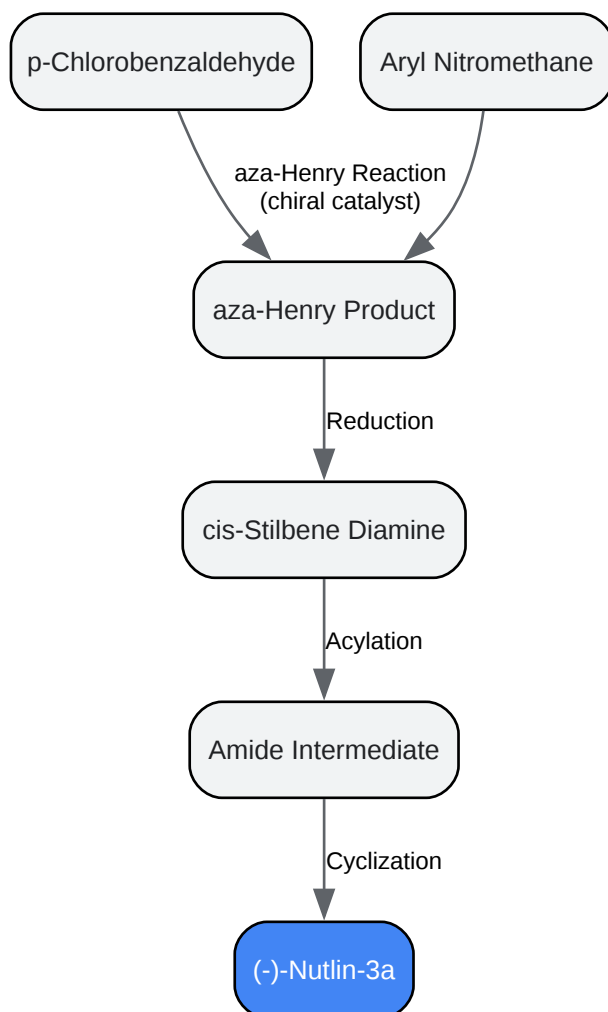 p-Chlorobenzaldehyde
Aryl Nitromethane
aza-Henry Reaction
(chiral catalyst)
aza-Henry Product
Reduction
cis-Stilbene Diamine
Acylation
Amide Intermediate
Cyclization
(-)-Nutlin-3a